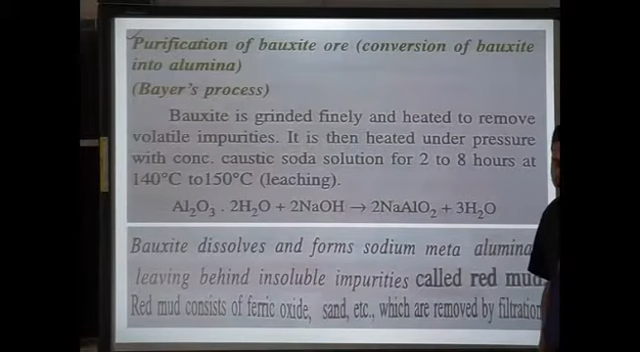 Purification of bauxite ore (conversion of bauxite
into alumina)
(Bayer's process)
Bauxite is grinded finely and heated to remove
volatile impurities. It is then heated under pressure
with conc. caustic soda solution for 2 to 8 hours at
140°C to150°C (leaching).
Al₂O₃ . 2H₂O + 2NaOH → 2NaAlO₂ + 3H₂O
Bauxite dissolves and forms sodium meta alumina
leaving behind insoluble impurities called red mud.
Red mud consists of ferric oxide, sand, etc., which are removed by filtration